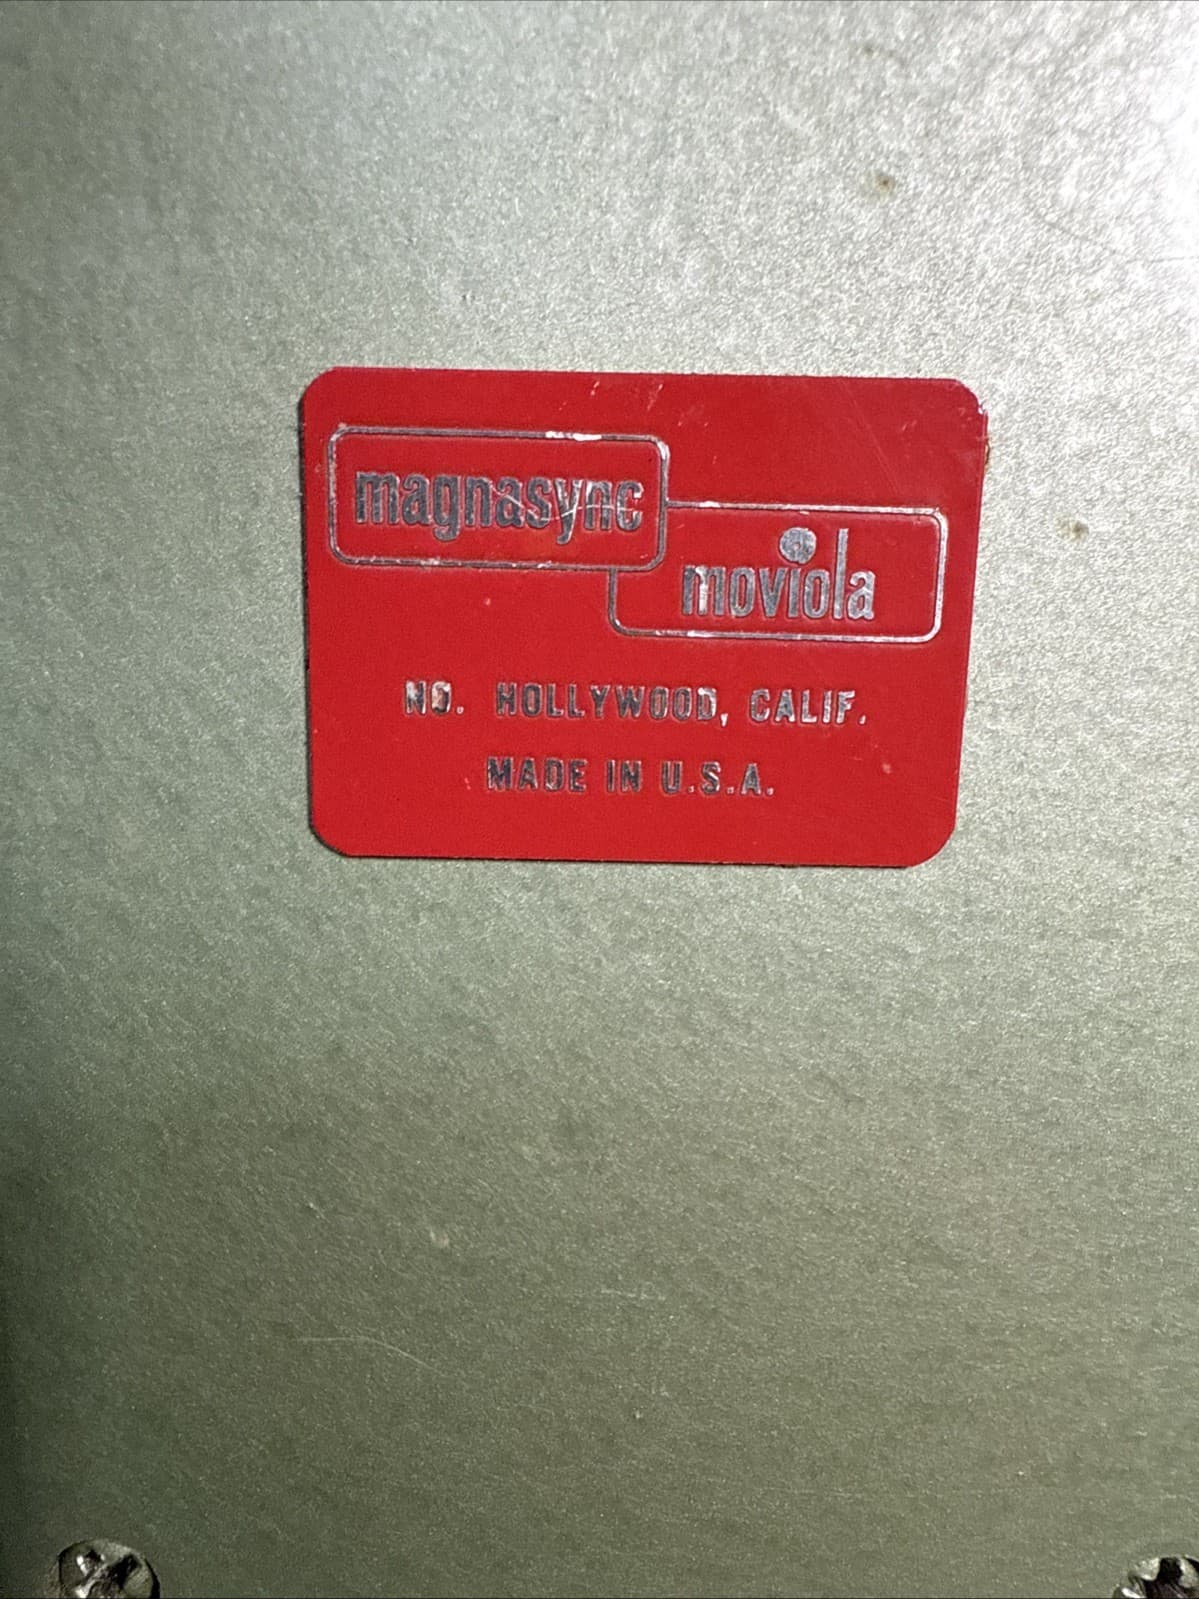 magnasync
moviola
NO. HOLLYWOOD, CALIF.
MADE IN U.S.A.